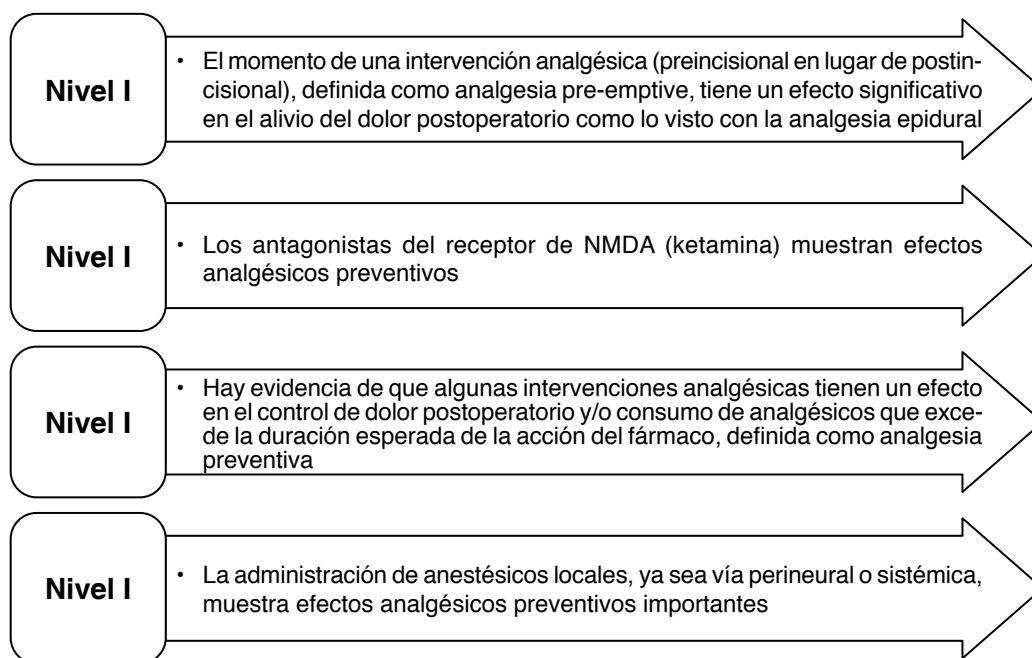 Nivel I
• El momento de una intervención analgésica (preincisional en lugar de postin-
cisional), definida como analgesia pre-emptive, tiene un efecto significativo
en el alivio del dolor postoperatorio como lo visto con la analgesia epidural
Nivel I
• Los antagonistas del receptor de NMDA (ketamina) muestran efectos
analgésicos preventivos
Nivel I
• Hay evidencia de que algunas intervenciones analgésicas tienen un efecto
en el control de dolor postoperatorio y/o consumo de analgésicos que exce-
de la duración esperada de la acción del fármaco, definida como analgesia
preventiva
Nivel I
• La administración de anestésicos locales, ya sea vía perineural o sistémica,
muestra efectos analgésicos preventivos importantes